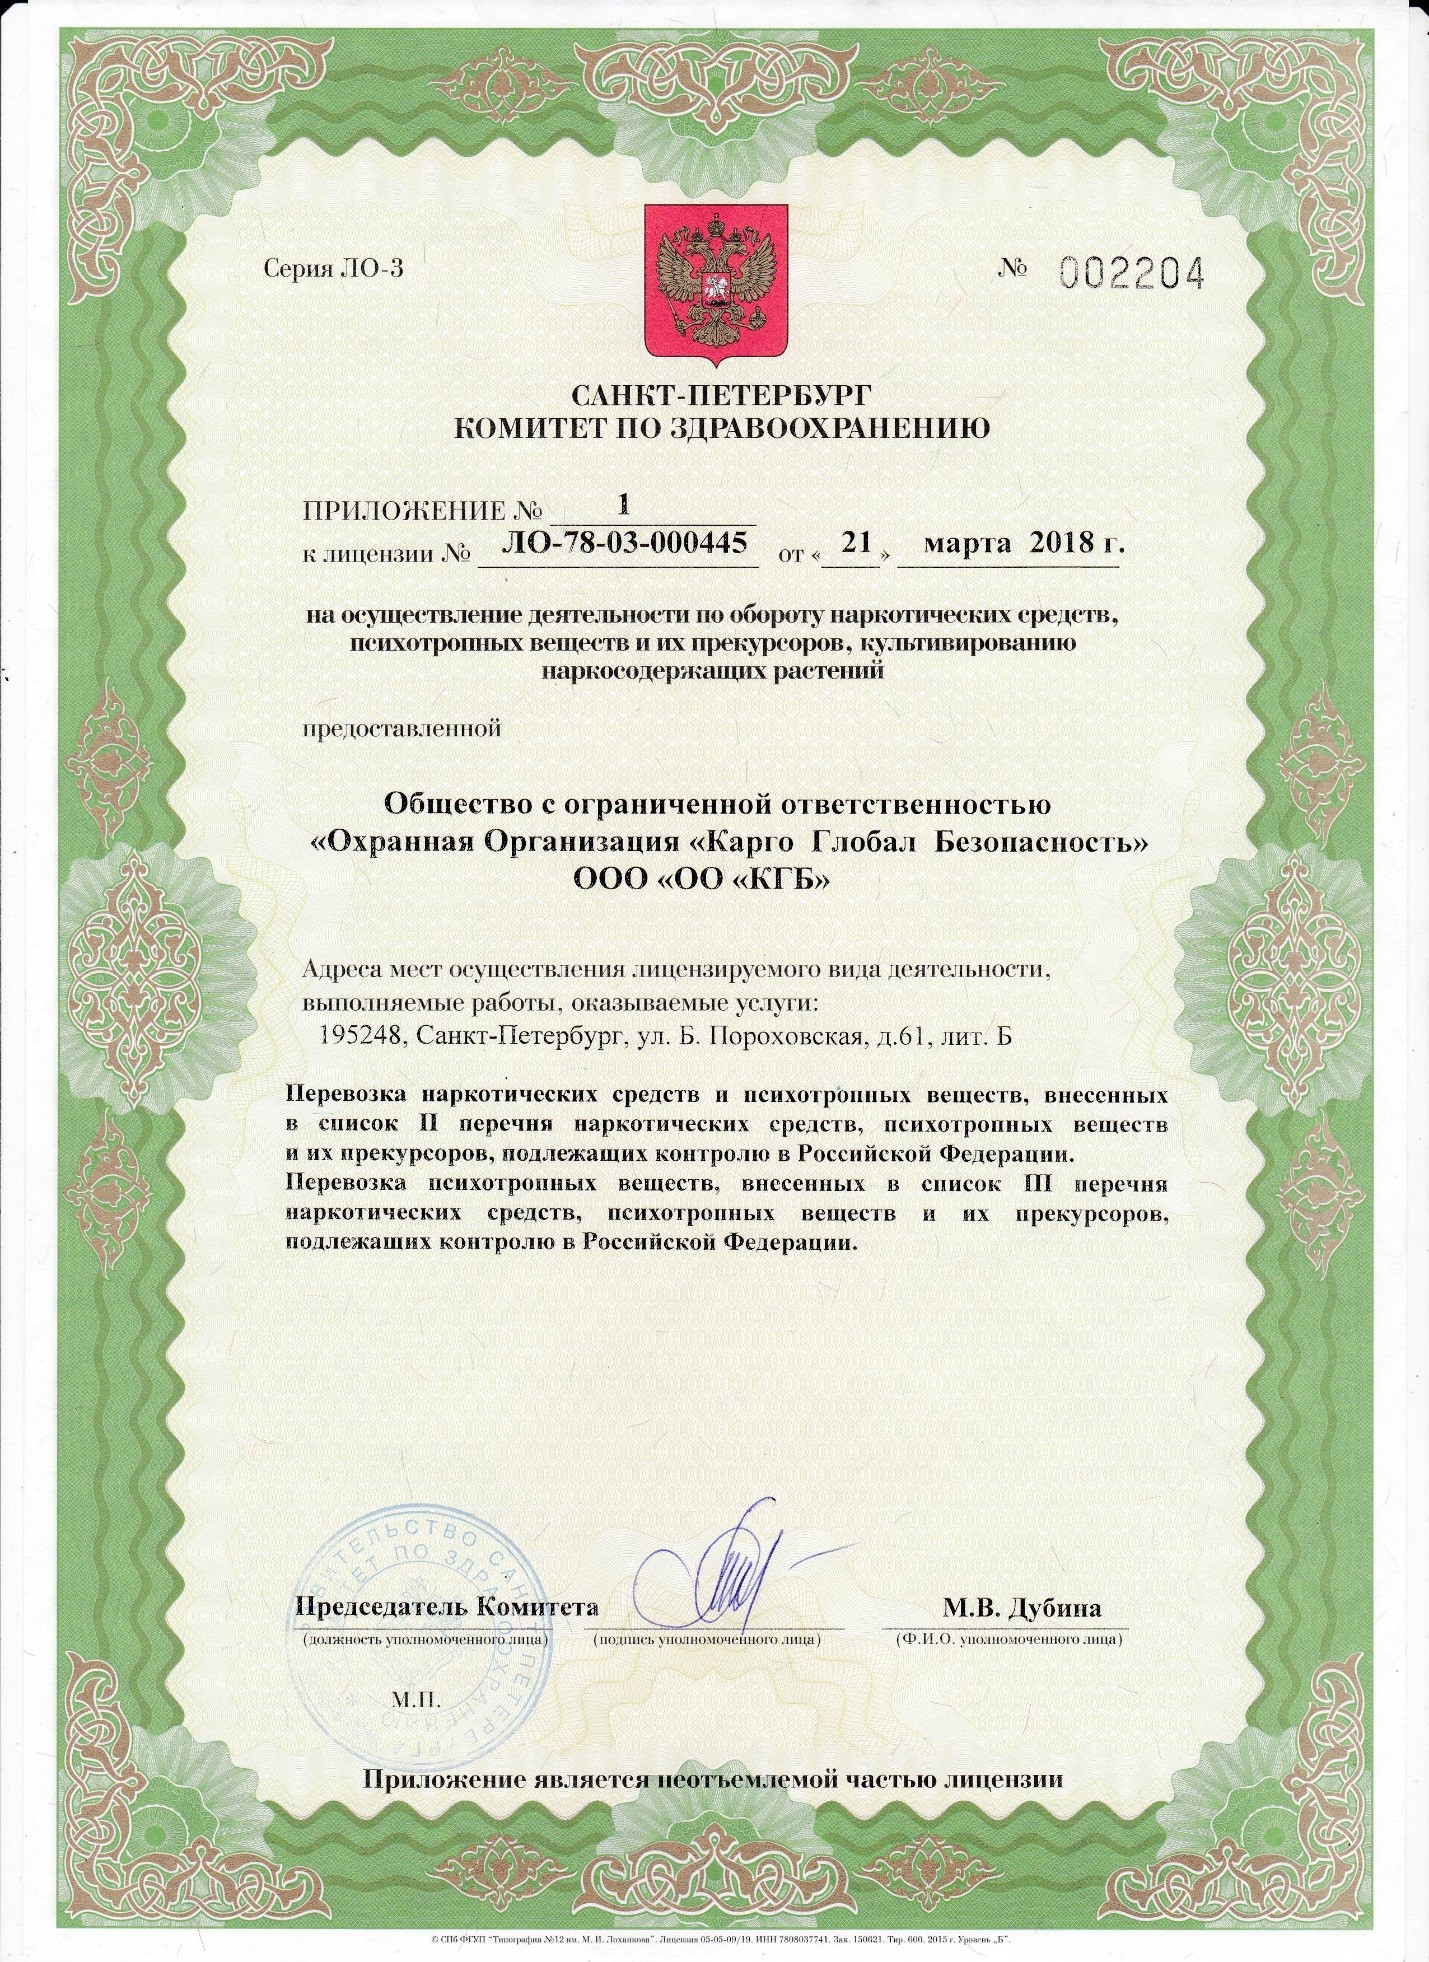 Серия ЛО-3
№ 002204
САНКТ-ПЕТЕРБУРГ
КОМИТЕТ ПО ЗДРАВООХРАНЕНИЮ
ПРИЛОЖЕНИЕ № 1
к лицензии № ЛО-78-03-000445 от « 21 » марта 2018 г.
на осуществление деятельности по обороту наркотических средств,
психотропных веществ и их прекурсоров, культивированию
наркосодержащих растений
предоставленной
Общество с ограниченной ответственностью
«Охранная Организация «Карго Глобал Безопасность»
ООО «ОО «КГБ»
Адреса мест осуществления лицензируемого вида деятельности,
выполняемые работы, оказываемые услуги:
195248, Санкт-Петербург, ул. Б. Пороховская, д.61, лит. Б
Перевозка наркотических средств и психотропных веществ, внесенных
в список II перечня наркотических средств, психотропных веществ
и их прекурсоров, подлежащих контролю в Российской Федерации.
Перевозка психотропных веществ, внесенных в список III перечня
наркотических средств, психотропных веществ и их прекурсоров,
подлежащих контролю в Российской Федерации.
Председатель Комитета
М.В. Дубина
(должность уполномоченного лица)
(подпись уполномоченного лица)
(Ф.И.О. уполномоченного лица)
М.П.
Приложение является неотъемлемой частью лицензии
© СПб ФГУП "Типография №12 им. М. И. Лоханкова". Лицензия 05-05-09/19. ИНН 7808037741. Зак. 150621. Тир. 600. 2015 г. Уровень „Б".